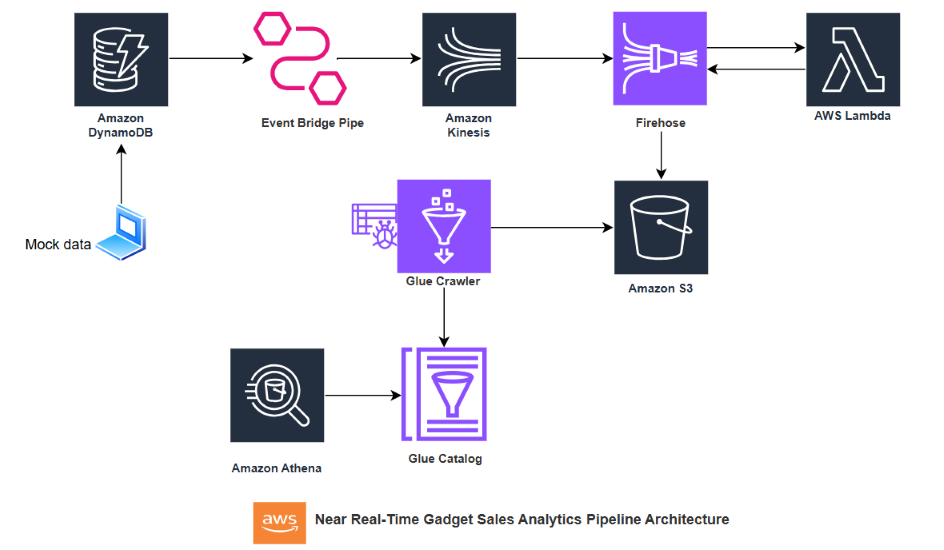 Amazon
DynamoDB
Event Bridge Pipe
Amazon
Kinesis
Firehose
AWS Lambda
Mock data
Glue Crawler
Amazon S3
Amazon Athena
Glue Catalog
aws
Near Real-Time Gadget Sales Analytics Pipeline Architecture